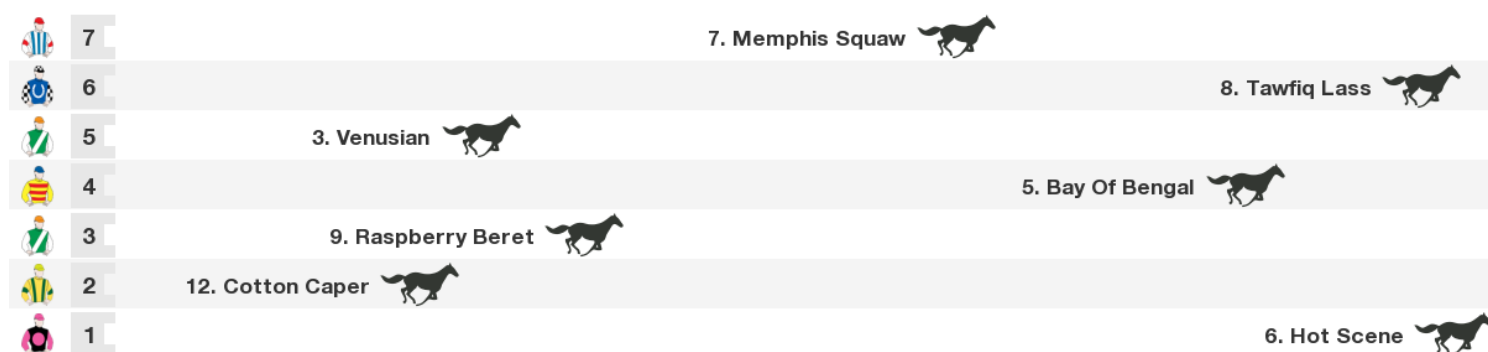 7 7. Memphis Squaw
6 8. Tawfiq Lass
5 3. Venusian
4 5. Bay Of Bengal
3 9. Raspberry Beret
2 12. Cotton Caper
1 6. Hot Scene